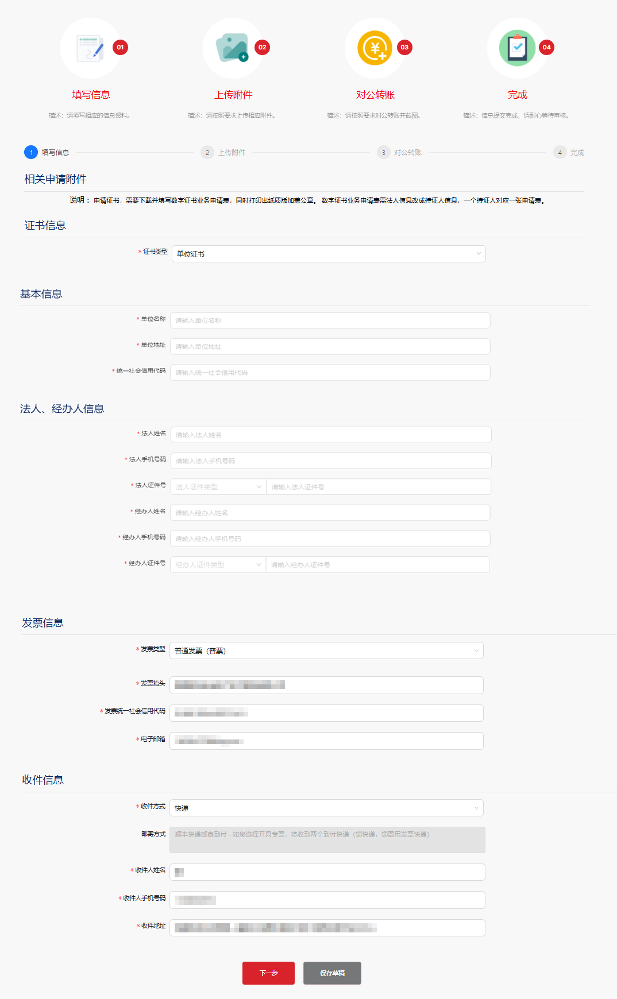 01
02
03
04
填写信息
上传附件
对公转账
完成
描述：请填写相应的信息资料。
描述：请按照要求上传相应附件。
描述：请按照要求对公转账并截图。
描述：信息提交完成，请耐心等待审核。
1 填写信息
2 上传附件
3 对公转账
4 完成
相关申请附件
说明： 申请证书，需要下载并填写数字证书业务申请表，同时打印出纸质版加盖公章。 数字证书业务申请表需法人信息改成持证人信息，一个持证人对应一张申请表。
证书信息
* 证书类型 单位证书
基本信息
* 单位名称 请输入单位名称
* 单位地址 请输入单位地址
* 统一社会信用代码 请输入统一社会信用代码
法人、经办人信息
* 法人姓名 请输入法人姓名
* 法人手机号码 请输入法人手机号码
* 法人证件号 法人证件类型 请输入法人证件号
* 经办人姓名 请输入经办人姓名
* 经办人手机号码 请输入经办人手机号码
* 经办人证件号 经办人证件类型 请输入经办人证件号
发票信息
* 发票类型 普通发票（普票）
* 发票抬头
* 发票统一社会信用代码
* 电子邮箱
收件信息
* 收件方式 快递
邮寄方式 顺丰快递邮寄到付 - 如您选择开具专票，将收到两个到付快递（锁快递，锁费用发票快递）
* 收件人姓名
* 收件人手机号码
* 收件地址
下一步
保存草稿